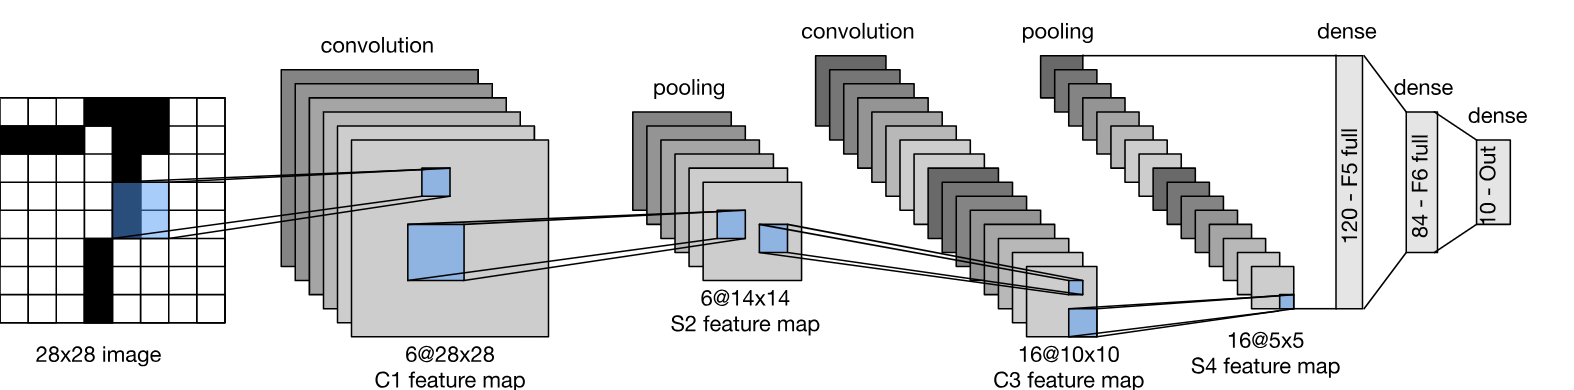 convolution
pooling
convolution
pooling
dense
dense
dense
28x28 image
6@28x28
C1 feature map
6@14x14
S2 feature map
16@10x10
C3 feature map
16@5x5
S4 feature map
120 - F5 full
84 - F6 full
10 - Out